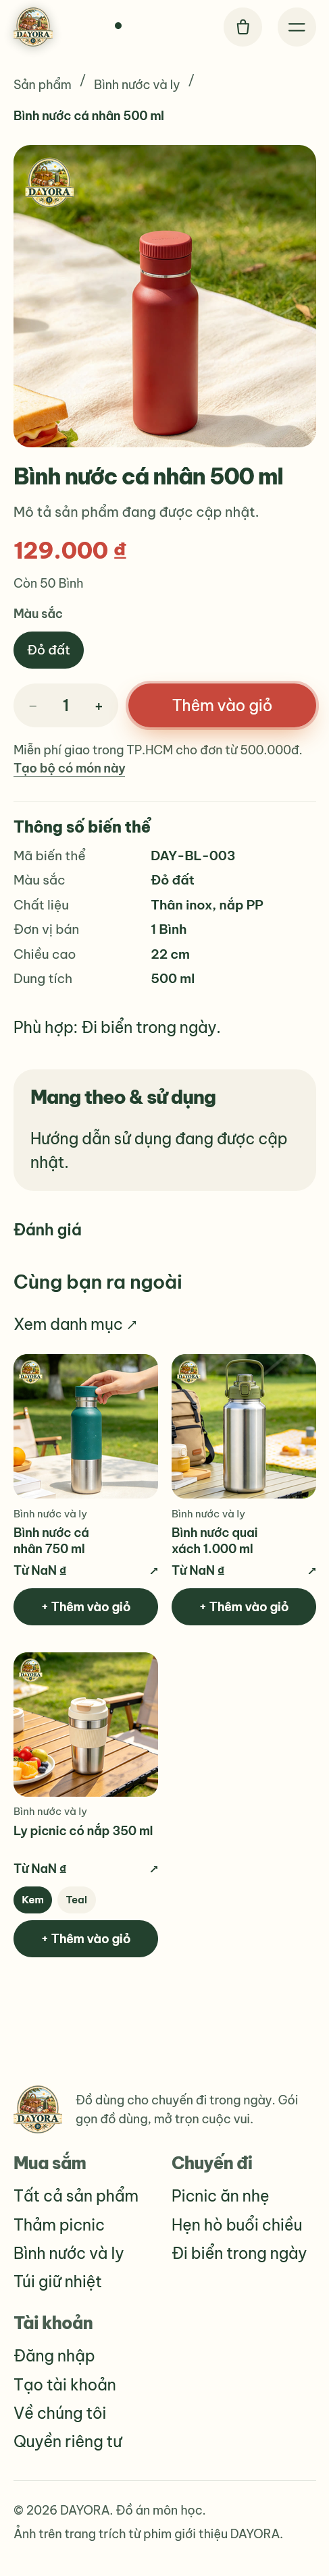 DAYORA
Sản phẩm / Bình nước và ly /
Bình nước cá nhân 500 ml
DAYORA
Bình nước cá nhân 500 ml
Mô tả sản phẩm đang được cập nhật.
129.000 ₫
Còn 50 Bình
Màu sắc
Đỏ đất
− 1 +
Thêm vào giỏ
Miễn phí giao trong TP.HCM cho đơn từ 500.000đ.
Tạo bộ có món này
Thông số biến thể
Mã biến thể DAY-BL-003
Màu sắc Đỏ đất
Chất liệu Thân inox, nắp PP
Đơn vị bán 1 Bình
Chiều cao 22 cm
Dung tích 500 ml
Phù hợp: Đi biển trong ngày.
Mang theo & sử dụng
Hướng dẫn sử dụng đang được cập
nhật.
Đánh giá
Cùng bạn ra ngoài
Xem danh mục ↗
DAYORA
Bình nước và ly
Bình nước cá
nhân 750 ml
Từ NaN ₫ ↗
+ Thêm vào giỏ
DAYORA
Bình nước và ly
Bình nước quai
xách 1.000 ml
Từ NaN ₫ ↗
+ Thêm vào giỏ
DAYORA
Bình nước và ly
Ly picnic có nắp 350 ml
Từ NaN ₫ ↗
Kem Teal
+ Thêm vào giỏ
DAYORA
Đồ dùng cho chuyến đi trong ngày. Gói
gọn đồ dùng, mở trọn cuộc vui.
Mua sắm
Tất cả sản phẩm
Thảm picnic
Bình nước và ly
Túi giữ nhiệt
Chuyến đi
Picnic ăn nhẹ
Hẹn hò buổi chiều
Đi biển trong ngày
Tài khoản
Đăng nhập
Tạo tài khoản
Về chúng tôi
Quyền riêng tư
© 2026 DAYORA. Đồ án môn học.
Ảnh trên trang trích từ phim giới thiệu DAYORA.